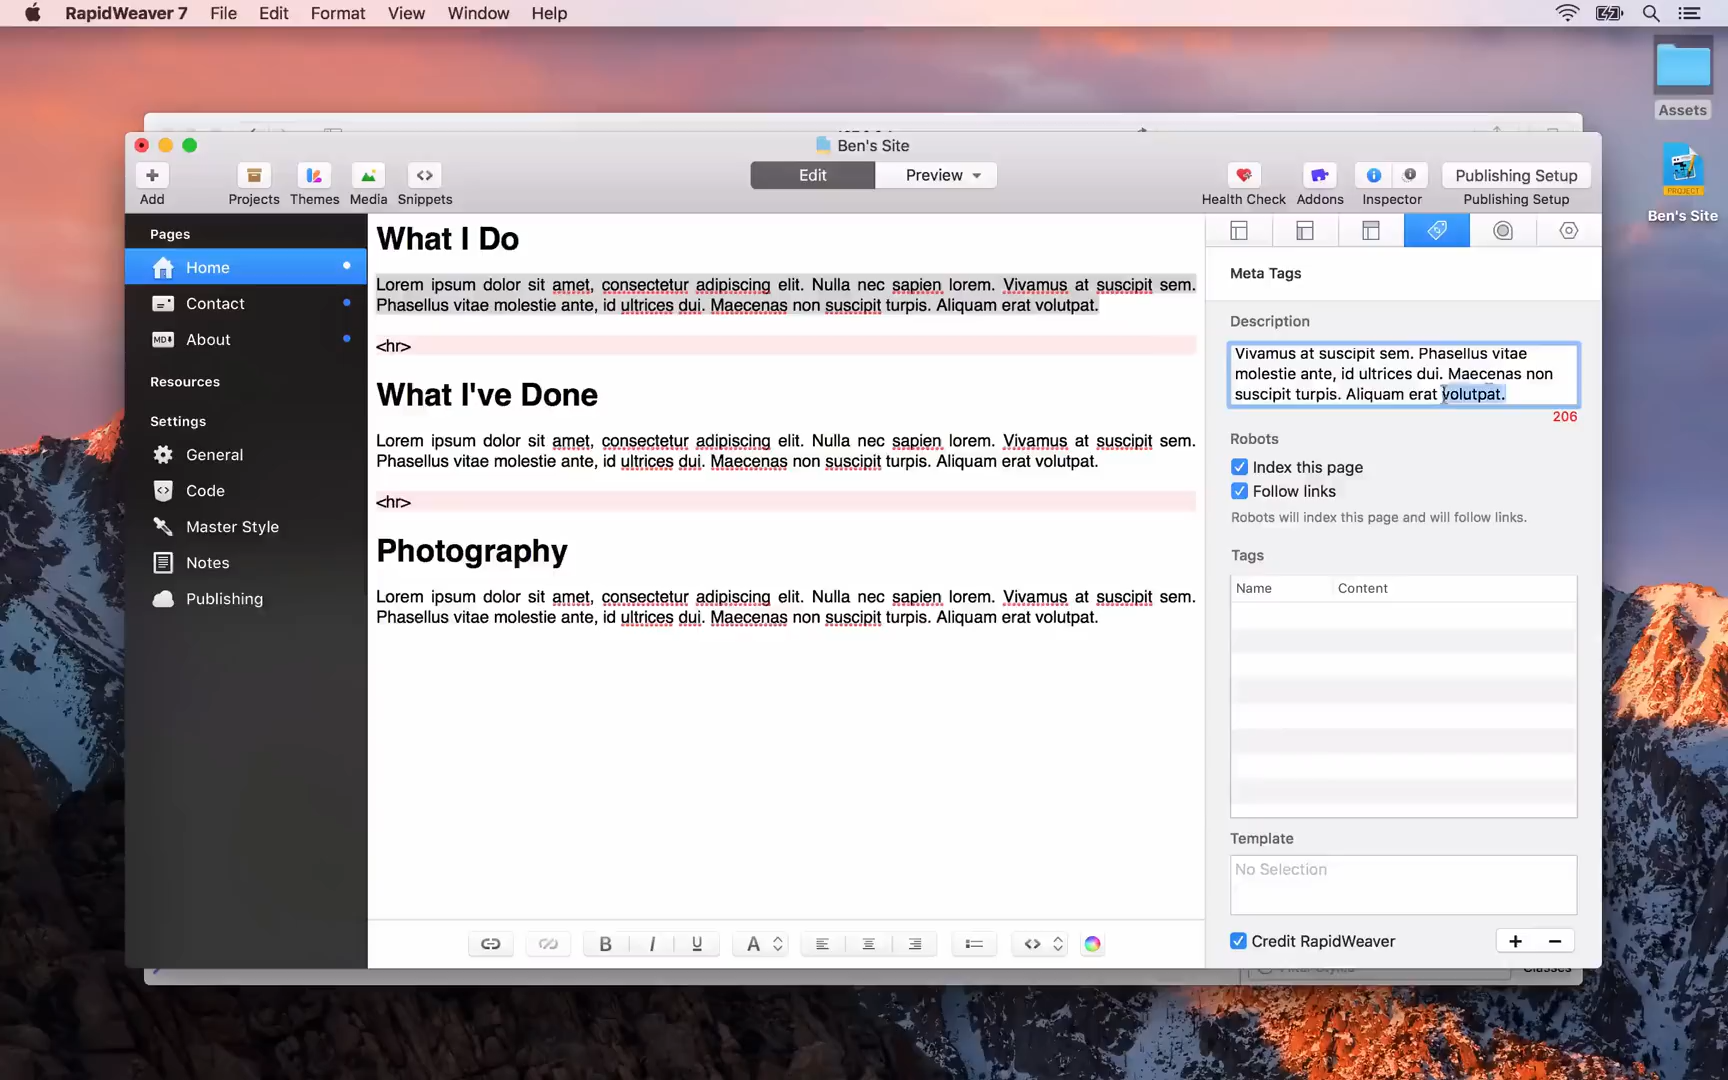 RapidWeaver 7 File Edit Format View Window Help
Assets
Ben's Site
PROJECT
Ben's Site
Edit Preview
Publishing Setup
Add Projects Themes Media Snippets
Health Check Addons Inspector Publishing Setup
Pages
Home
Contact
MD
About
Resources
Settings
General
Code
Master Style
Notes
Publishing
What I Do
Lorem ipsum dolor sit amet, consectetur adipiscing elit. Nulla nec sapien lorem. Vivamus at suscipit sem.
Phasellus vitae molestie ante, id ultrices dui. Maecenas non suscipit turpis. Aliquam erat volutpat.
<hr>
What I've Done
Lorem ipsum dolor sit amet, consectetur adipiscing elit. Nulla nec sapien lorem. Vivamus at suscipit sem.
Phasellus vitae molestie ante, id ultrices dui. Maecenas non suscipit turpis. Aliquam erat volutpat.
<hr>
Photography
Lorem ipsum dolor sit amet, consectetur adipiscing elit. Nulla nec sapien lorem. Vivamus at suscipit sem.
Phasellus vitae molestie ante, id ultrices dui. Maecenas non suscipit turpis. Aliquam erat volutpat.
B I U A
Meta Tags
Description
Vivamus at suscipit sem. Phasellus vitae
molestie ante, id ultrices dui. Maecenas non
suscipit turpis. Aliquam erat volutpat.
206
Robots
Index this page
Follow links
Robots will index this page and will follow links.
Tags
Name Content
Template
No Selection
Credit RapidWeaver
Classes